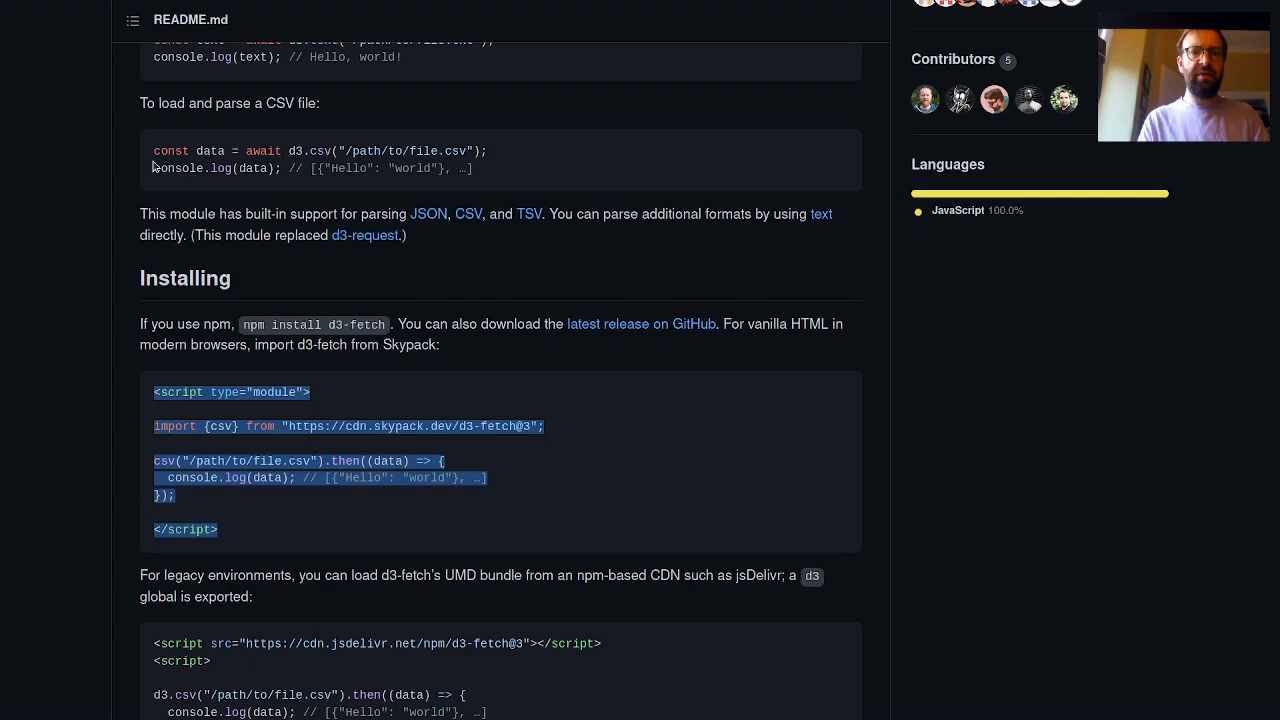 README.md
console.log(text); // Hello, world!
To load and parse a CSV file:
const data = await d3.csv("/path/to/file.csv");
console.log(data); // [{"Hello": "world"}, …]
This module has built-in support for parsing JSON, CSV, and TSV. You can parse additional formats by using text
directly. (This module replaced d3-request.)
Installing
If you use npm, npm install d3-fetch. You can also download the latest release on GitHub. For vanilla HTML in
modern browsers, import d3-fetch from Skypack:
<script type="module">
import {csv} from "https://cdn.skypack.dev/d3-fetch@3";
csv("/path/to/file.csv").then((data) => {
console.log(data); // [{"Hello": "world"}, …]
});
</script>
For legacy environments, you can load d3-fetch’s UMD bundle from an npm-based CDN such as jsDelivr; a d3
global is exported:
<script src="https://cdn.jsdelivr.net/npm/d3-fetch@3"></script>
<script>
d3.csv("/path/to/file.csv").then((data) => {
console.log(data); // [{"Hello": "world"}, …]
Contributors 5
Languages
JavaScript 100.0%